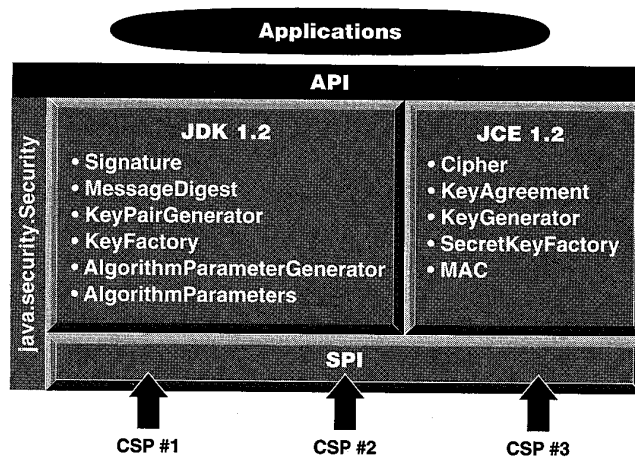 Applications
API
java.security.Security
JDK 1.2
• Signature
• MessageDigest
• KeyPairGenerator
• KeyFactory
• AlgorithmParameterGenerator
• AlgorithmParameters
JCE 1.2
• Cipher
• KeyAgreement
• KeyGenerator
• SecretKeyFactory
• MAC
SPI
CSP #1
CSP #2
CSP #3